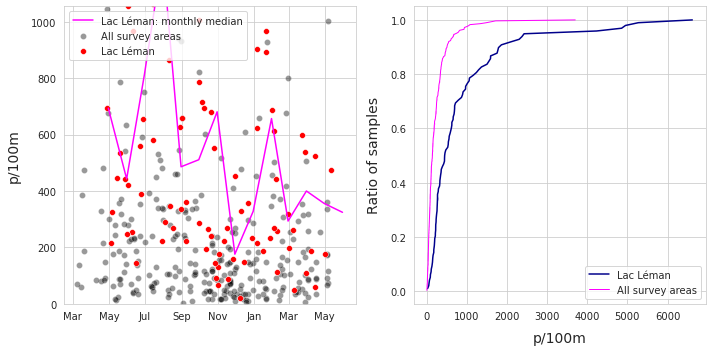 Lac Léman: monthly median
All survey areas
Lac Léman
p/100m
1000
800
600
400
200
0
Mar May Jul Sep Nov Jan Mar May
Ratio of samples
1.0
0.8
0.6
0.4
0.2
0.0
Lac Léman
All survey areas
0 1000 2000 3000 4000 5000 6000
p/100m